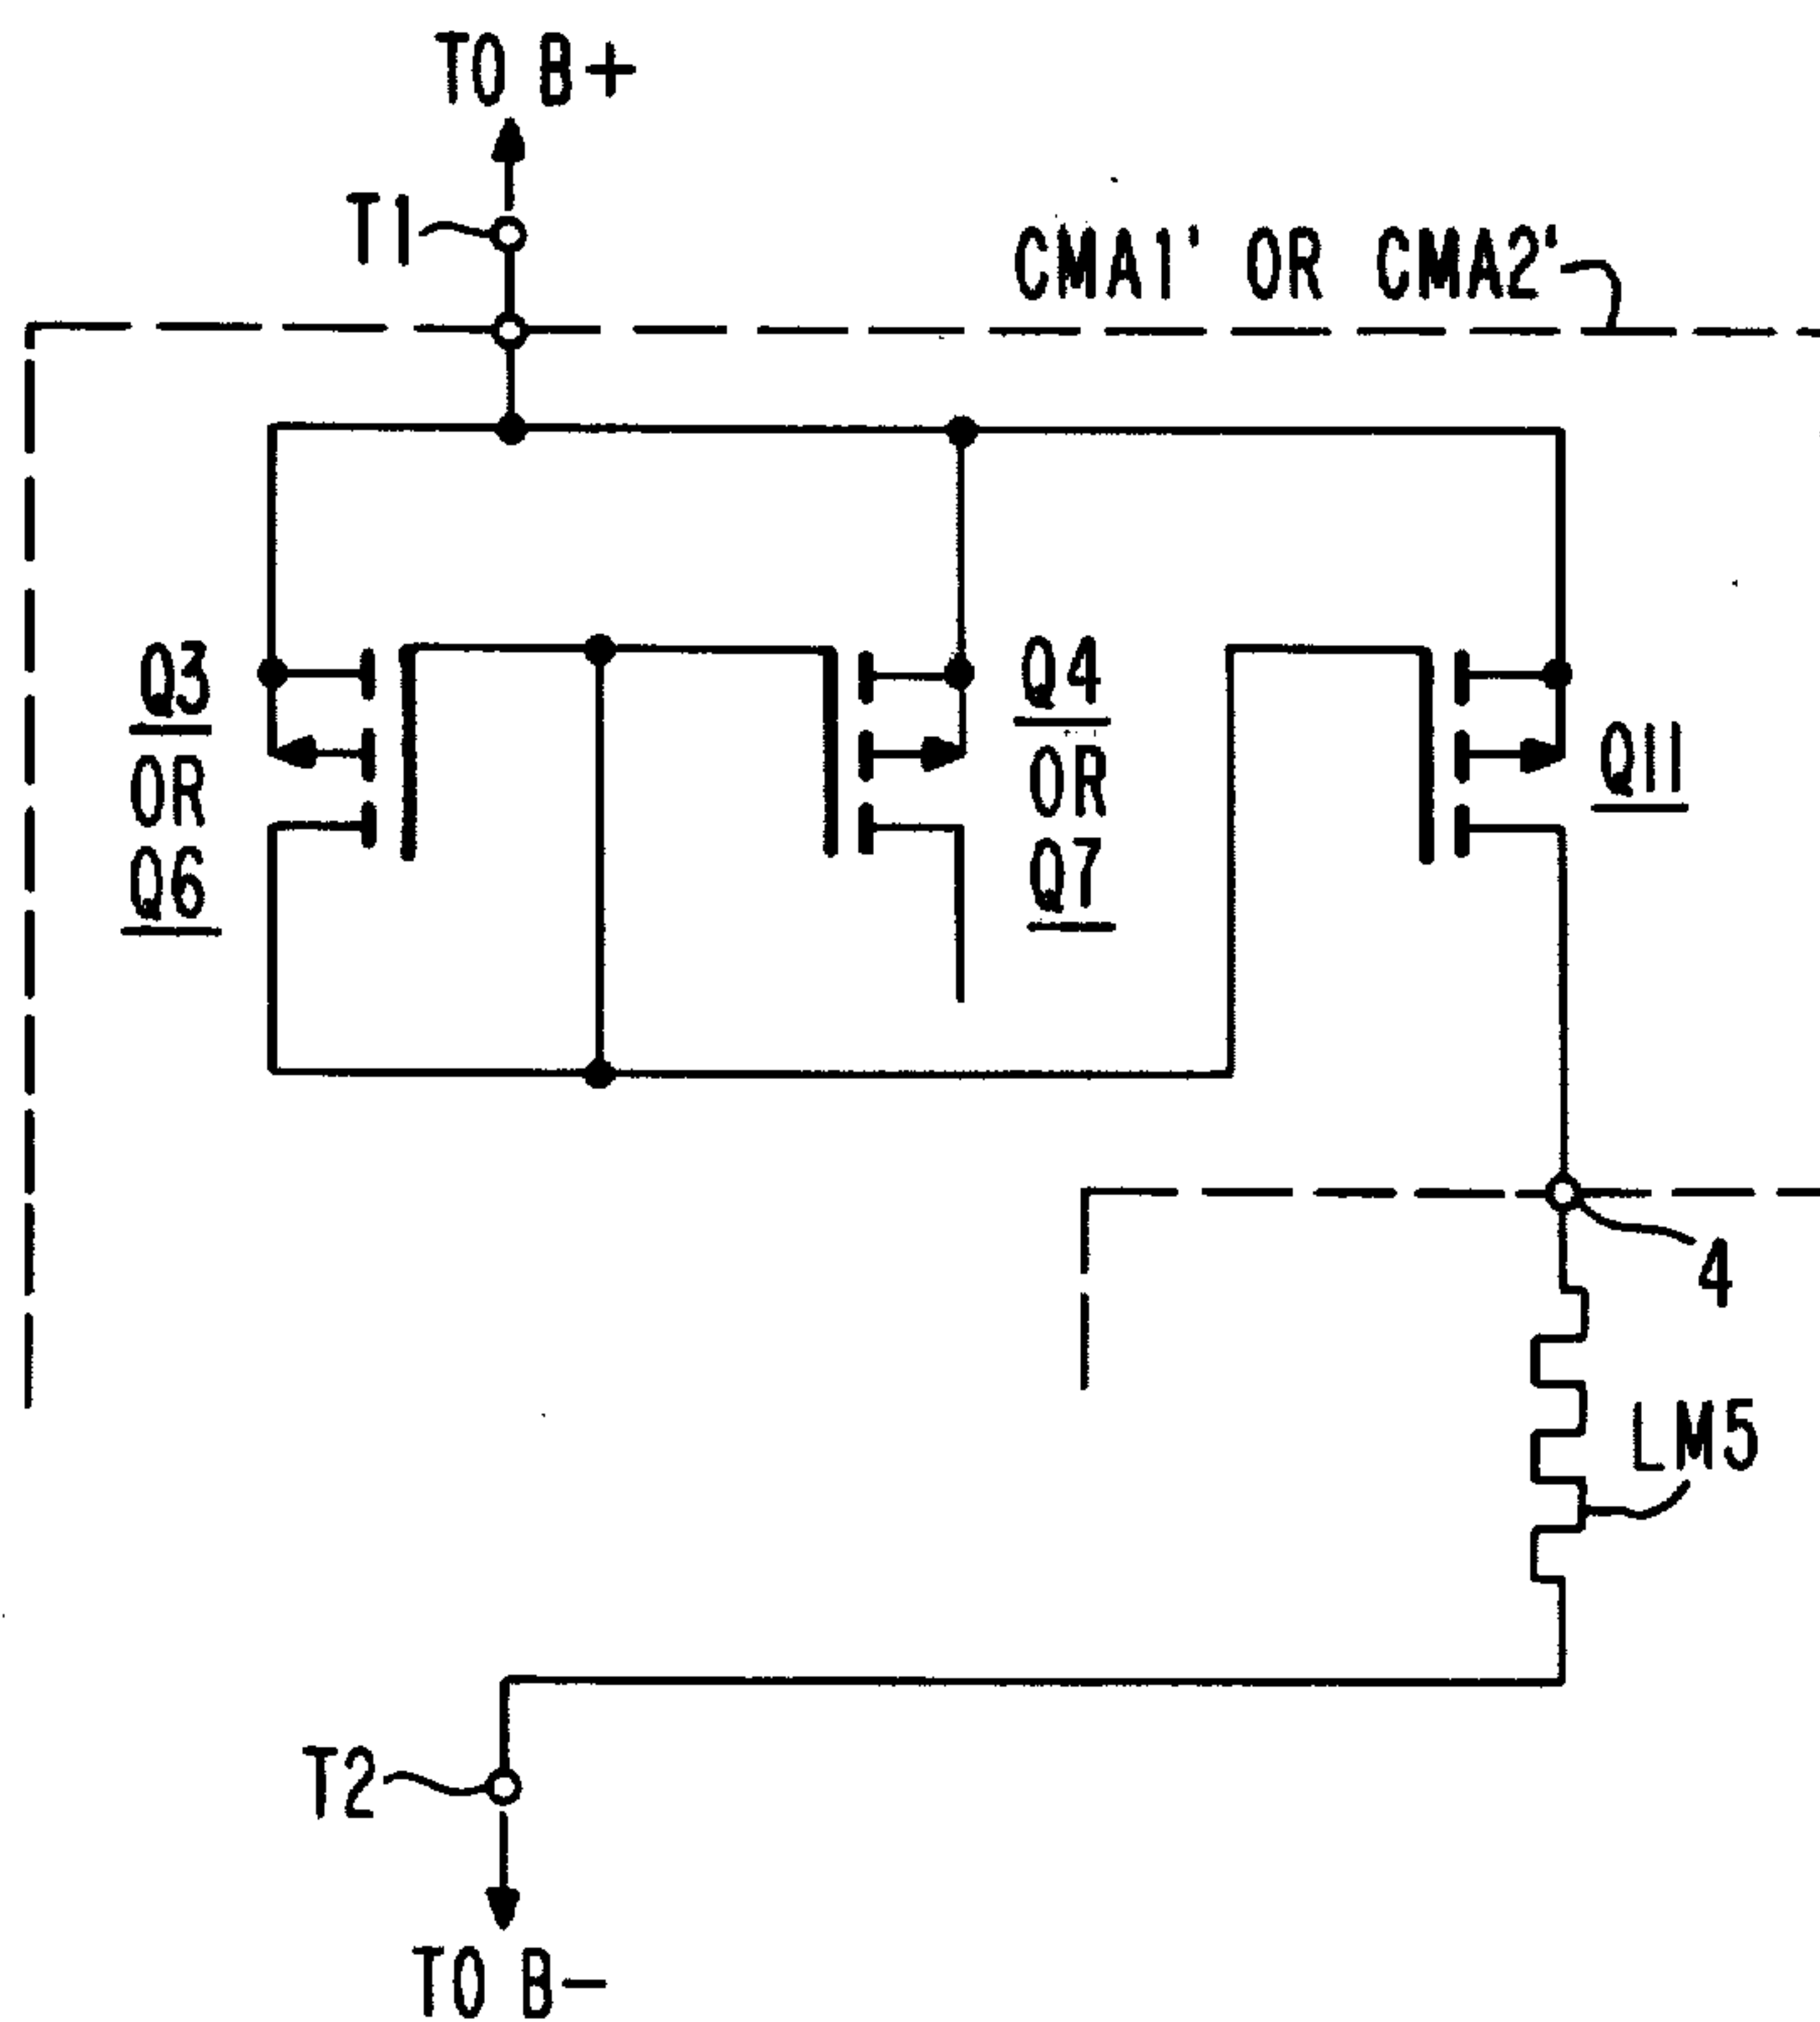 TO B+
T1
CMA1' OR CMA2'
Q3
OR
Q6
Q4
OR
Q7
Q11
4
LM5
T2
TO B-